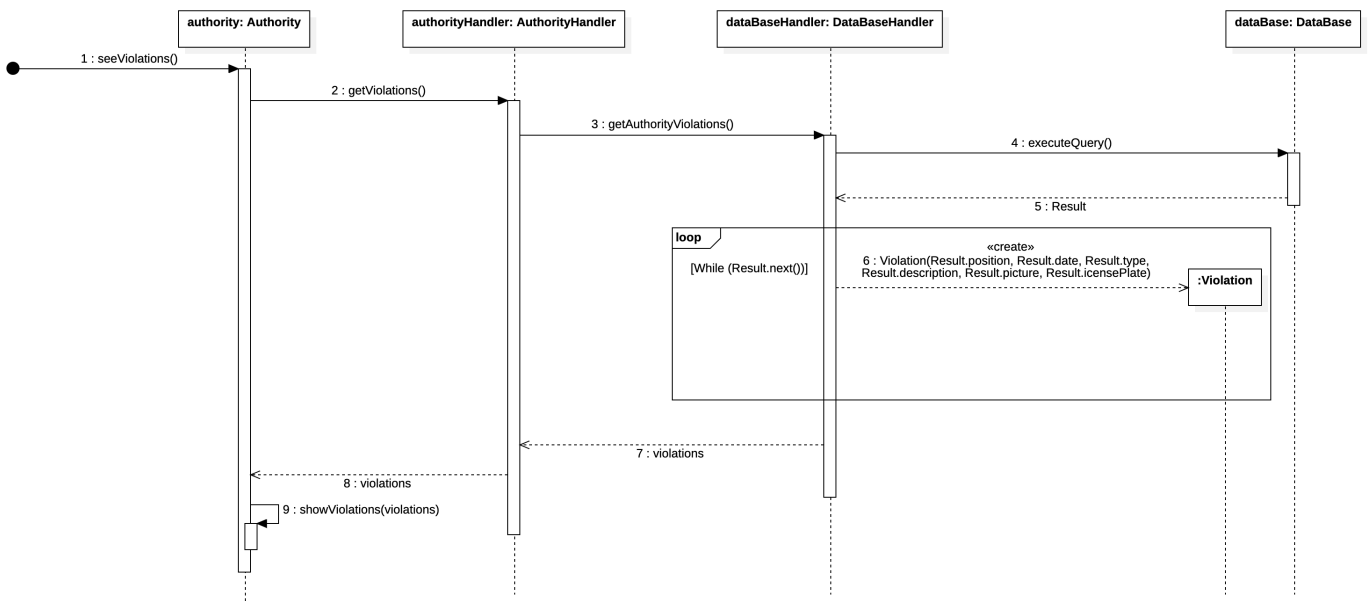 authority: Authority
authorityHandler: AuthorityHandler
dataBaseHandler: DataBaseHandler
dataBase: DataBase
1 : seeViolations()
2 : getViolations()
3 : getAuthorityViolations()
4 : executeQuery()
5 : Result
loop
[While (Result.next())]
«create»
6 : Violation(Result.position, Result.date, Result.type,
Result.description, Result.picture, Result.icensePlate)
:Violation
7 : violations
8 : violations
9 : showViolations(violations)